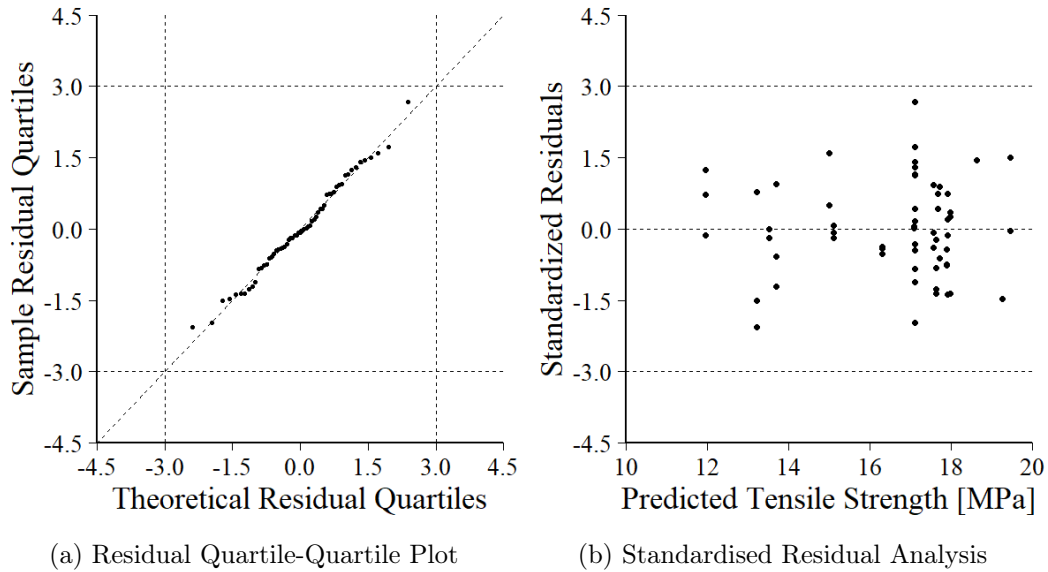 4.5
3.0
1.5
0.0
-1.5
-3.0
-4.5
Sample Residual Quartiles
-4.5 -3.0 -1.5 0.0 1.5 3.0 4.5
Theoretical Residual Quartiles
(a) Residual Quartile-Quartile Plot
4.5
3.0
1.5
0.0
-1.5
-3.0
-4.5
Standardized Residuals
10 12 14 16 18 20
Predicted Tensile Strength [MPa]
(b) Standardised Residual Analysis